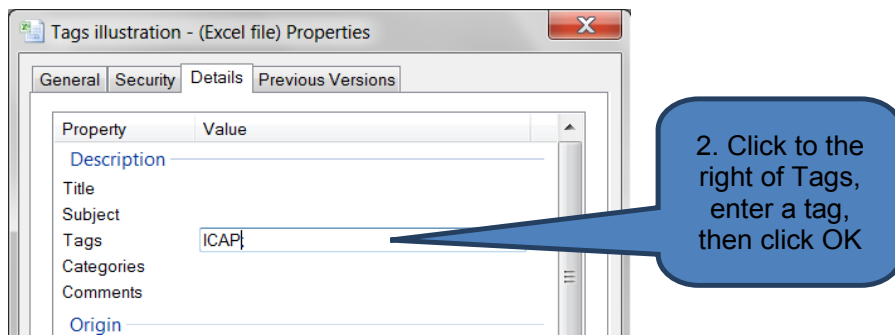 Tags illustration - (Excel file) Properties
General Security Details Previous Versions
Property Value
Description
Title
Subject
Tags ICAP;
Categories
Comments
Origin
2. Click to the
right of Tags,
enter a tag,
then click OK